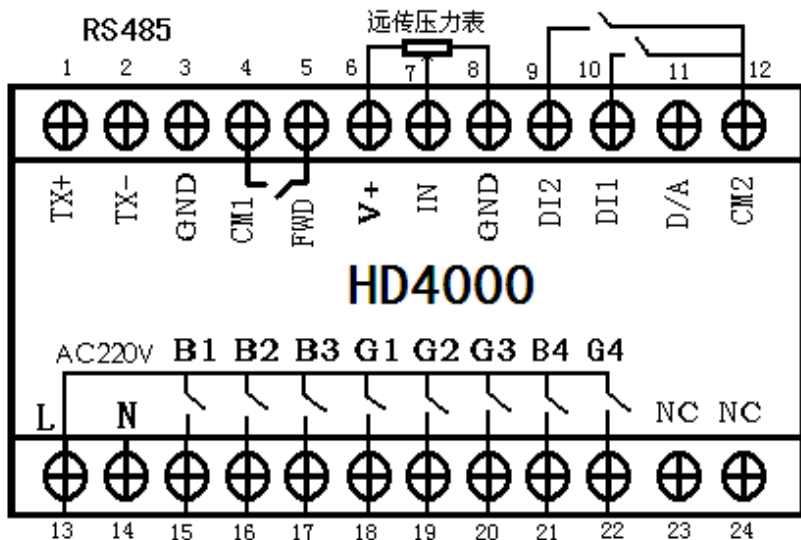 远传压力表
RS485
1 2 3 4 5 6 7 8 9 10 11 12
TX+ TX- GND CM1 FWD V+ IN GND DI2 DI1 D/A CM2
HD4000
AC220V B1 B2 B3 G1 G2 G3 B4 G4
L N NC NC
13 14 15 16 17 18 19 20 21 22 23 24